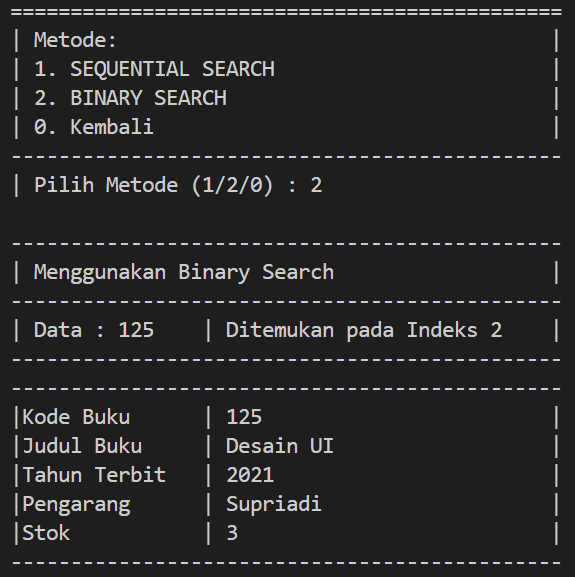 ==============================================
| Metode:                                    |
| 1. SEQUENTIAL SEARCH                       |
| 2. BINARY SEARCH                           |
| 0. Kembali                                 |
----------------------------------------------
| Pilih Metode (1/2/0) : 2
----------------------------------------------
| Menggunakan Binary Search                  |
----------------------------------------------
| Data : 125    | Ditemukan pada Indeks 2    |
----------------------------------------------
----------------------------------------------
|Kode Buku      | 125                        |
|Judul Buku     | Desain UI                  |
|Tahun Terbit   | 2021                       |
|Pengarang      | Supriadi                   |
|Stok           | 3                          |
----------------------------------------------